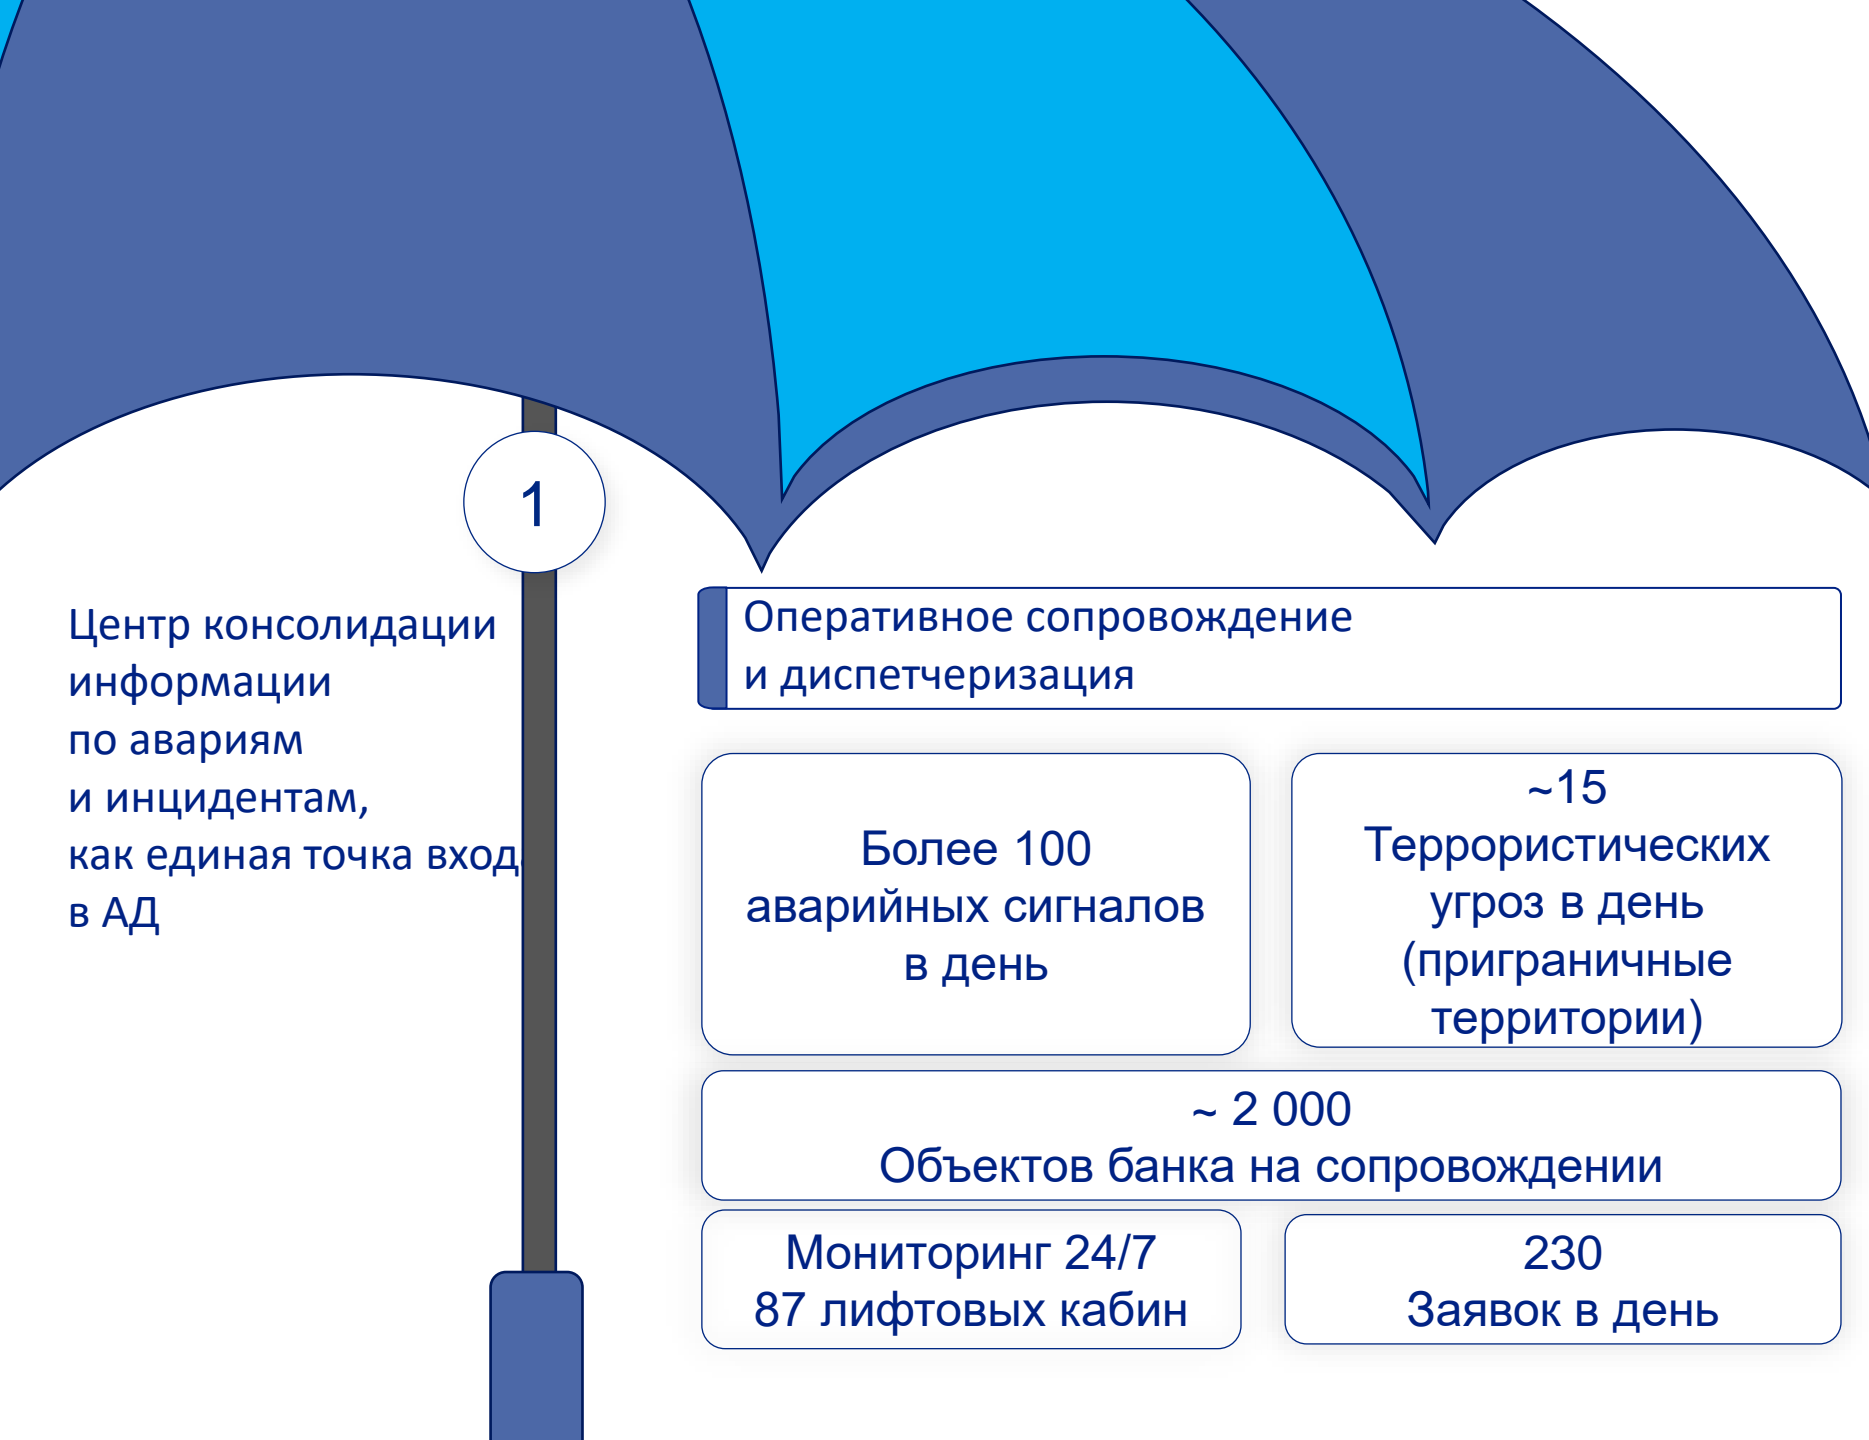 1
Центр консолидации
информации
по авариям
и инцидентам,
как единая точка входа
в АД
Оперативное сопровождение
и диспетчеризация
Более 100
аварийных сигналов
в день
~15
Террористических
угроз в день
(приграничные
территории)
~ 2 000
Объектов банка на сопровождении
Мониторинг 24/7
87 лифтовых кабин
230
Заявок в день